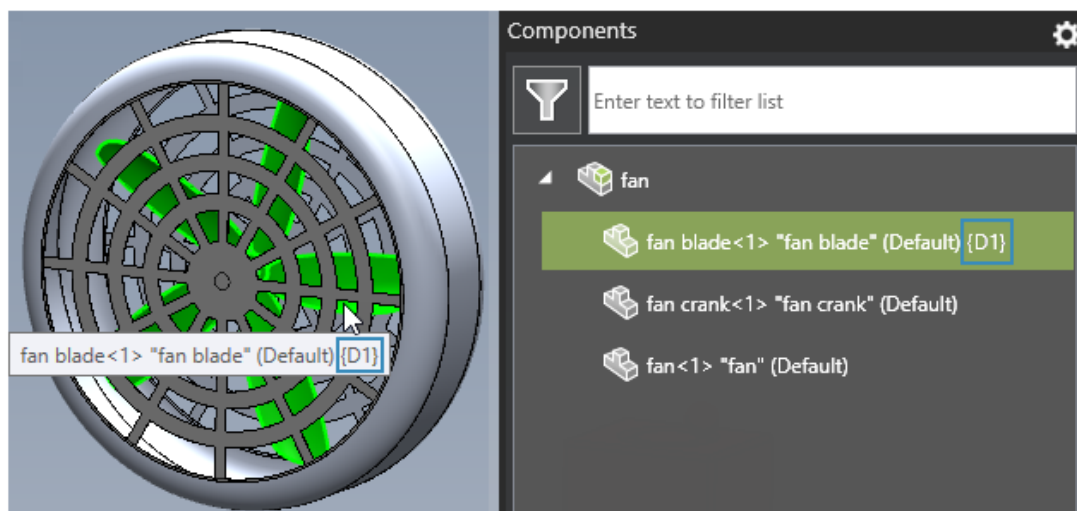 Components
Enter text to filter list
fan
fan blade<1> "fan blade" (Default) {D1}
fan crank<1> "fan crank" (Default)
fan<1> "fan" (Default)
fan blade<1> "fan blade" (Default) {D1}